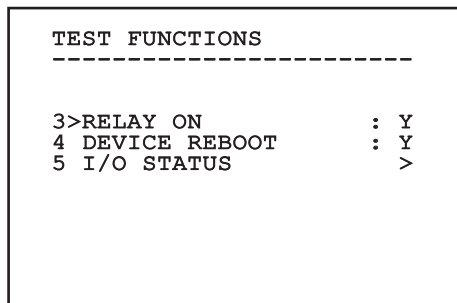 TEST FUNCTIONS
-------------------------
3>RELAY ON : Y
4 DEVICE REBOOT : Y
5 I/O STATUS >